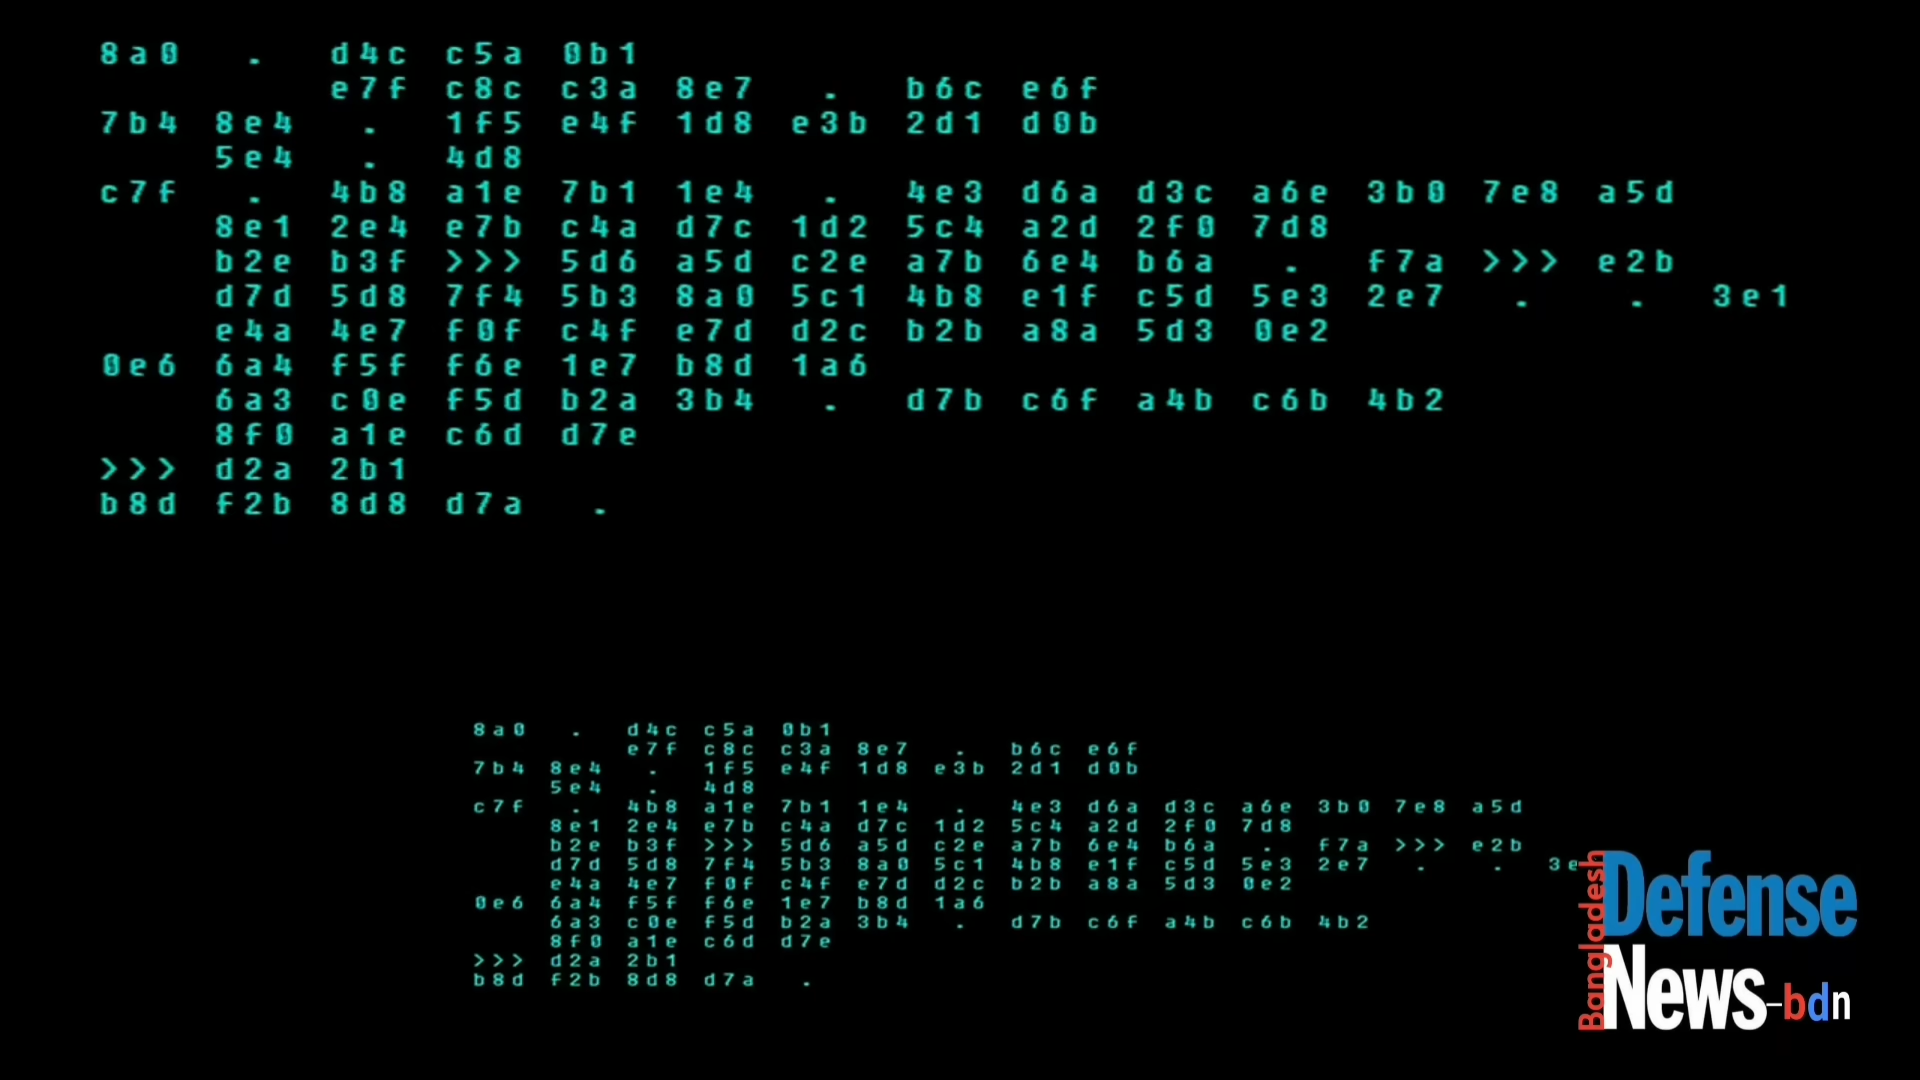 8a0 . d4c c5a 0b1
e7f c8c c3a 8e7 . b6c e6f
7b4 8e4 . 1f5 e4f 1d8 e3b 2d1 d0b
5e4 . 4d8
c7f . 4b8 a1e 7b1 1e4 . 4e3 d6a d3c a6e 3b0 7e8 a5d
8e1 2e4 e7b c4a d7c 1d2 5c4 a2d 2f0 7d8
b2e b3f >>> 5d6 a5d c2e a7b 6e4 b6a . f7a >>> e2b
d7d 5d8 7f4 5b3 8a0 5c1 4b8 e1f c5d 5e3 2e7 . . 3e1
e4a 4e7 f0f c4f e7d d2c b2b a8a 5d3 0e2
0e6 6a4 f5f f6e 1e7 b8d 1a6
6a3 c0e f5d b2a 3b4 . d7b c6f a4b c6b 4b2
8f0 a1e c6d d7e
>>> d2a 2b1
b8d f2b 8d8 d7a .
8a0 . d4c c5a 0b1
e7f c8c c3a 8e7 . b6c e6f
7b4 8e4 . 1f5 e4f 1d8 e3b 2d1 d0b
5e4 . 4d8
c7f . 4b8 a1e 7b1 1e4 . 4e3 d6a d3c a6e 3b0 7e8 a5d
8e1 2e4 e7b c4a d7c 1d2 5c4 a2d 2f0 7d8
b2e b3f >>> 5d6 a5d c2e a7b 6e4 b6a . f7a >>> e2b
d7d 5d8 7f4 5b3 8a0 5c1 4b8 e1f c5d 5e3 2e7 . . 3e
e4a 4e7 f0f c4f e7d d2c b2b a8a 5d3 0e2
0e6 6a4 f5f f6e 1e7 b8d 1a6
6a3 c0e f5d b2a 3b4 . d7b c6f a4b c6b 4b2
8f0 a1e c6d d7e
>>> d2a 2b1
b8d f2b 8d8 d7a .
Bangladesh
Defense
News-bdn